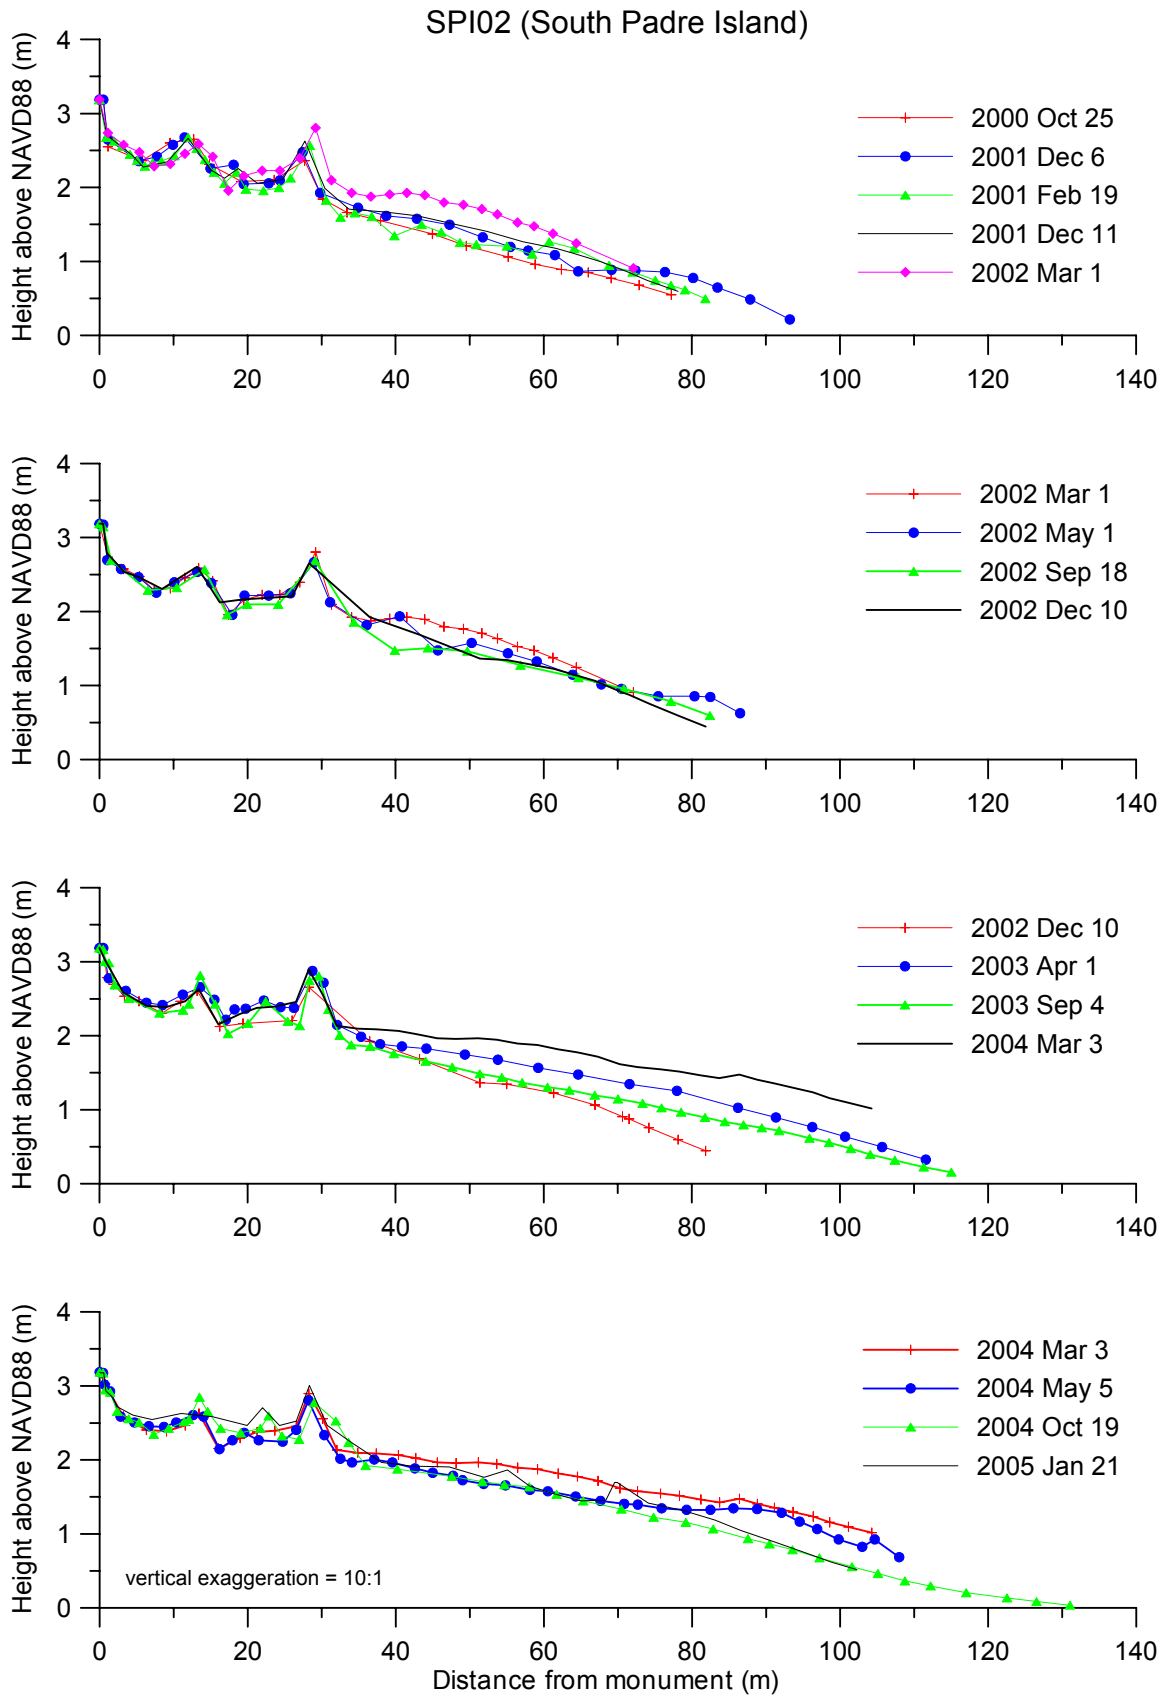 SPI02 (South Padre Island)
4
3
2
1
0
Height above NAVD88 (m)
0 20 40 60 80 100 120 140
2000 Oct 25
2001 Dec 6
2001 Feb 19
2001 Dec 11
2002 Mar 1
4
3
2
1
0
Height above NAVD88 (m)
0 20 40 60 80 100 120 140
2002 Mar 1
2002 May 1
2002 Sep 18
2002 Dec 10
4
3
2
1
0
Height above NAVD88 (m)
0 20 40 60 80 100 120 140
2002 Dec 10
2003 Apr 1
2003 Sep 4
2004 Mar 3
4
3
2
1
0
Height above NAVD88 (m)
2004 Mar 3
2004 May 5
2004 Oct 19
2005 Jan 21
vertical exaggeration = 10:1
0 20 40 60 80 100 120 140
Distance from monument (m)